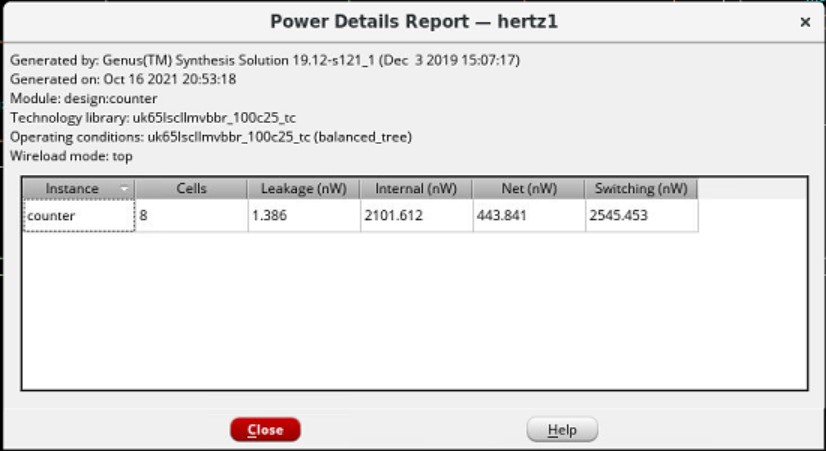 Power Details Report — hertz1
Generated by: Genus(TM) Synthesis Solution 19.12-s121_1 (Dec  3 2019 15:07:17)
Generated on: Oct 16 2021 20:53:18
Module: design:counter
Technology library: uk65lscllmvbbr_100c25_tc
Operating conditions: uk65lscllmvbbr_100c25_tc (balanced_tree)
Wireload mode: top
Instance Cells Leakage (nW) Internal (nW) Net (nW) Switching (nW)
counter 8 1.386 2101.612 443.841 2545.453
Close Help